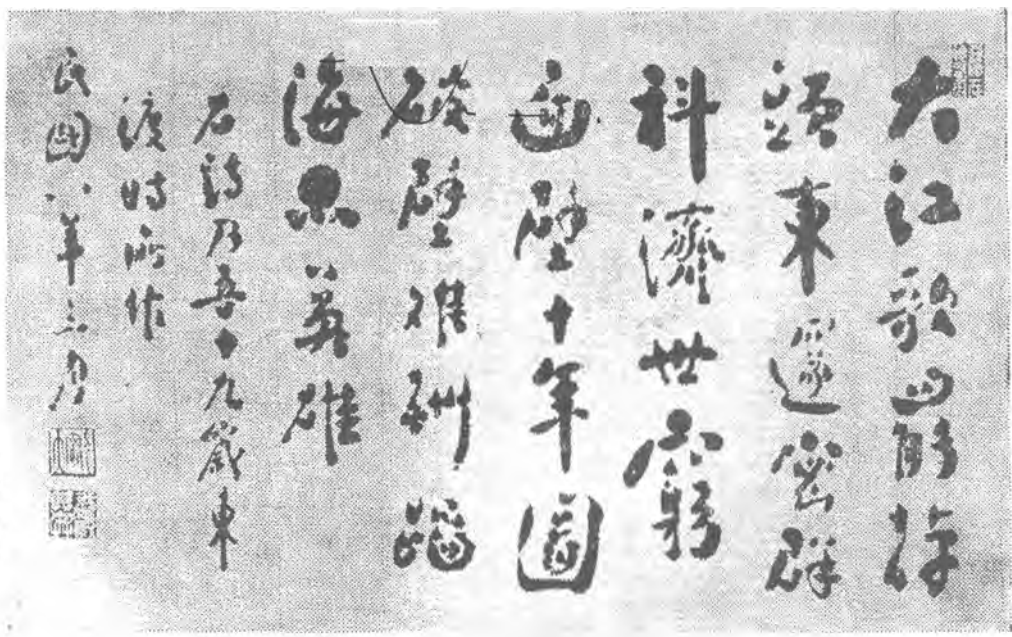 大江歌罷掉
頭東邃密群
科濟世窮
面壁十年圖
破壁難酬蹈
海亦英雄
右詩乃吾十九歲東
渡時所作
民國八年三月